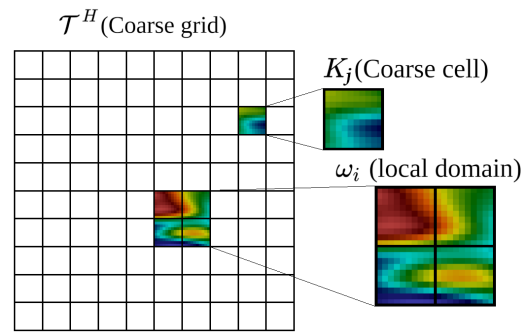 𝒯^H (Coarse grid)
K_j (Coarse cell)
ω_i (local domain)